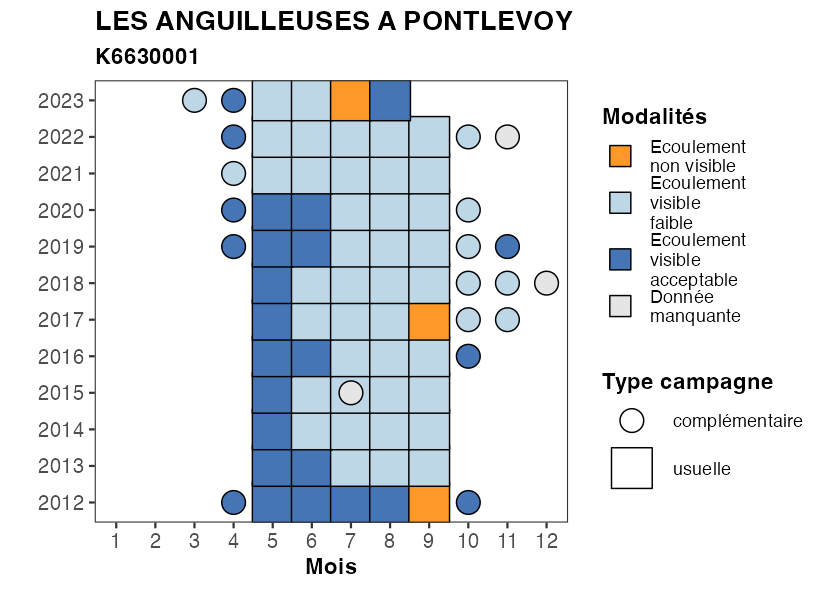 LES ANGUILLEUSES A PONTLEVOY
K6630001
2023
2022
2021
2020
2019
2018
2017
2016
2015
2014
2013
2012
1 2 3 4 5 6 7 8 9 10 11 12
Mois
Modalités
Ecoulement
non visible
Ecoulement
visible
faible
Ecoulement
visible
acceptable
Donnée
manquante
Type campagne
complémentaire
usuelle